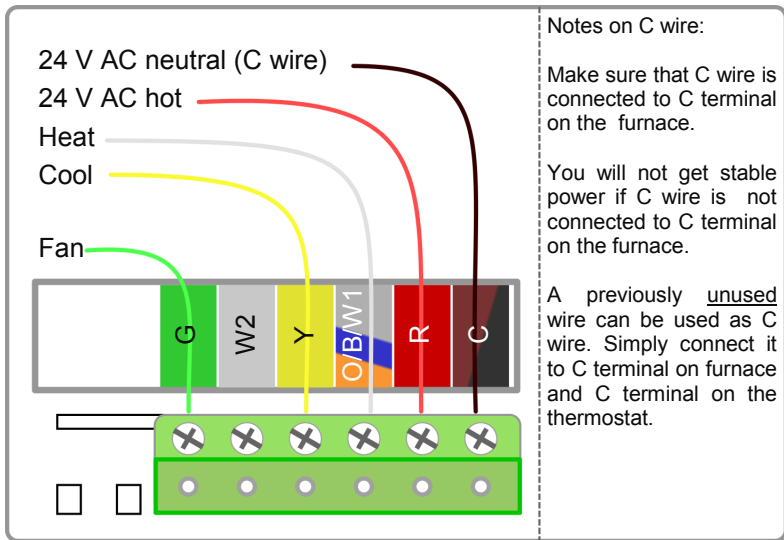 24 V AC neutral (C wire)
24 V AC hot
Heat
Cool
Fan
G
W2
Y
O/B/W1
R
C
Notes on C wire:
Make sure that C wire is
connected to C terminal
on the furnace.
You will not get stable
power if C wire is not
connected to C terminal
on the furnace.
A previously unused
wire can be used as C
wire. Simply connect it
to C terminal on furnace
and C terminal on the
thermostat.